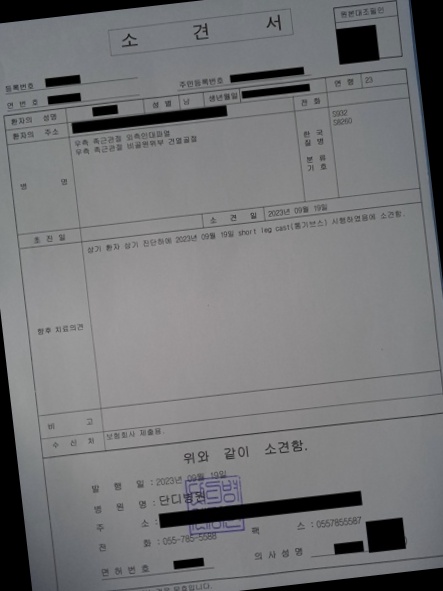 소 견 서
원본대조필인
등록번호
연 번 호
주민등록번호
환자의 성명 성 별 남 생년월일 연 령 23
환자의 주소 전 화
병 명
우측 족근관절 외측인대파열
우측 족근관절 비골원위부 견열골절
한 국 질 병 분 류 기 호
S932
S8260
초 진 일 소 견 일 2023년 09월 19일
향후 치료의견
상기 환자 상기 진단하에 2023년 09월 19일 short leg cast(통기브스) 시행하였음에 소견함.
비 고
수 신 처 보험회사 제출용.
위와 같이 소견함.
발 행 일 : 2023년 09월 19일
병 원 명 : 단디병원
주 소 :
전 화 : 055-785-5588 팩 스 : 0557855587
면허번호 의사성명